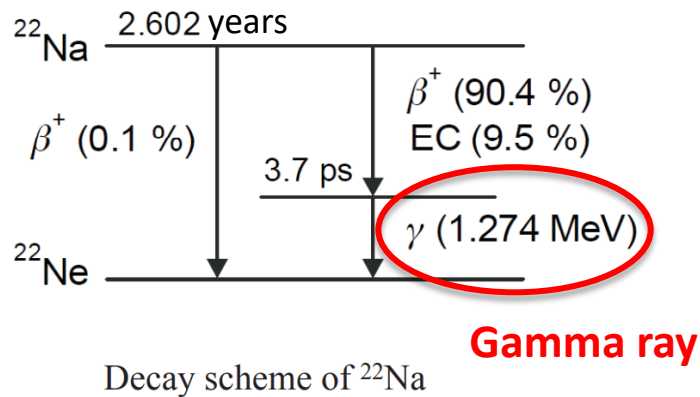 ²²Na 2.602 years
β⁺ (0.1 %)
β⁺ (90.4 %)
EC (9.5 %)
3.7 ps
γ (1.274 MeV)
²²Ne
Gamma ray
Decay scheme of ²²Na